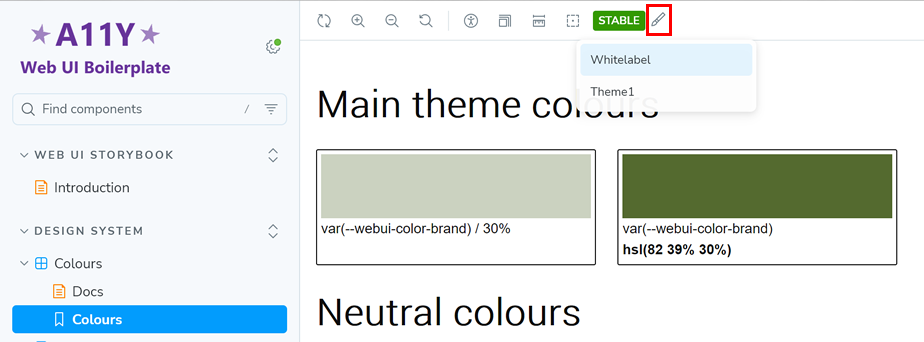 A11Y
Web UI Boilerplate
Find components /
WEB UI STORYBOOK
Introduction
DESIGN SYSTEM
Colours
Docs
Colours
STABLE
Whitelabel
Theme1
Main theme colours
var(--webui-color-brand) / 30%
var(--webui-color-brand)
hsl(82 39% 30%)
Neutral colours